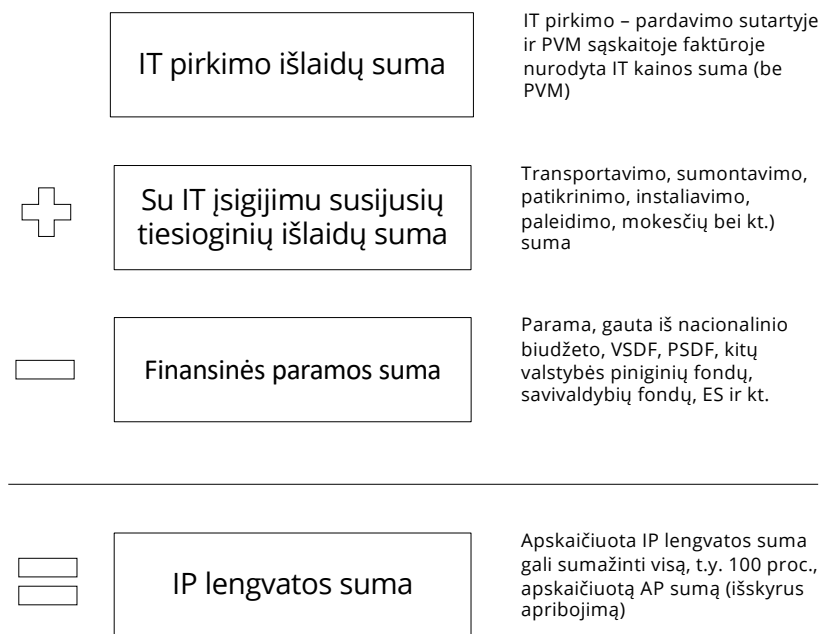 IT pirkimo išlaidų suma
IT pirkimo – pardavimo sutartyje
ir PVM sąskaitoje faktūroje
nurodyta IT kainos suma (be
PVM)
Su IT įsigijimu susijusių
tiesioginių išlaidų suma
Transportavimo, sumontavimo,
patikrinimo, instaliavimo,
paleidimo, mokesčių bei kt.)
suma
Finansinės paramos suma
Parama, gauta iš nacionalinio
biudžeto, VSDF, PSDF, kitų
valstybės piniginių fondų,
savivaldybių fondų, ES ir kt.
IP lengvatos suma
Apskaičiuota IP lengvatos suma
gali sumažinti visą, t.y. 100 proc.,
apskaičiuotą AP sumą (išskyrus
apribojimą)